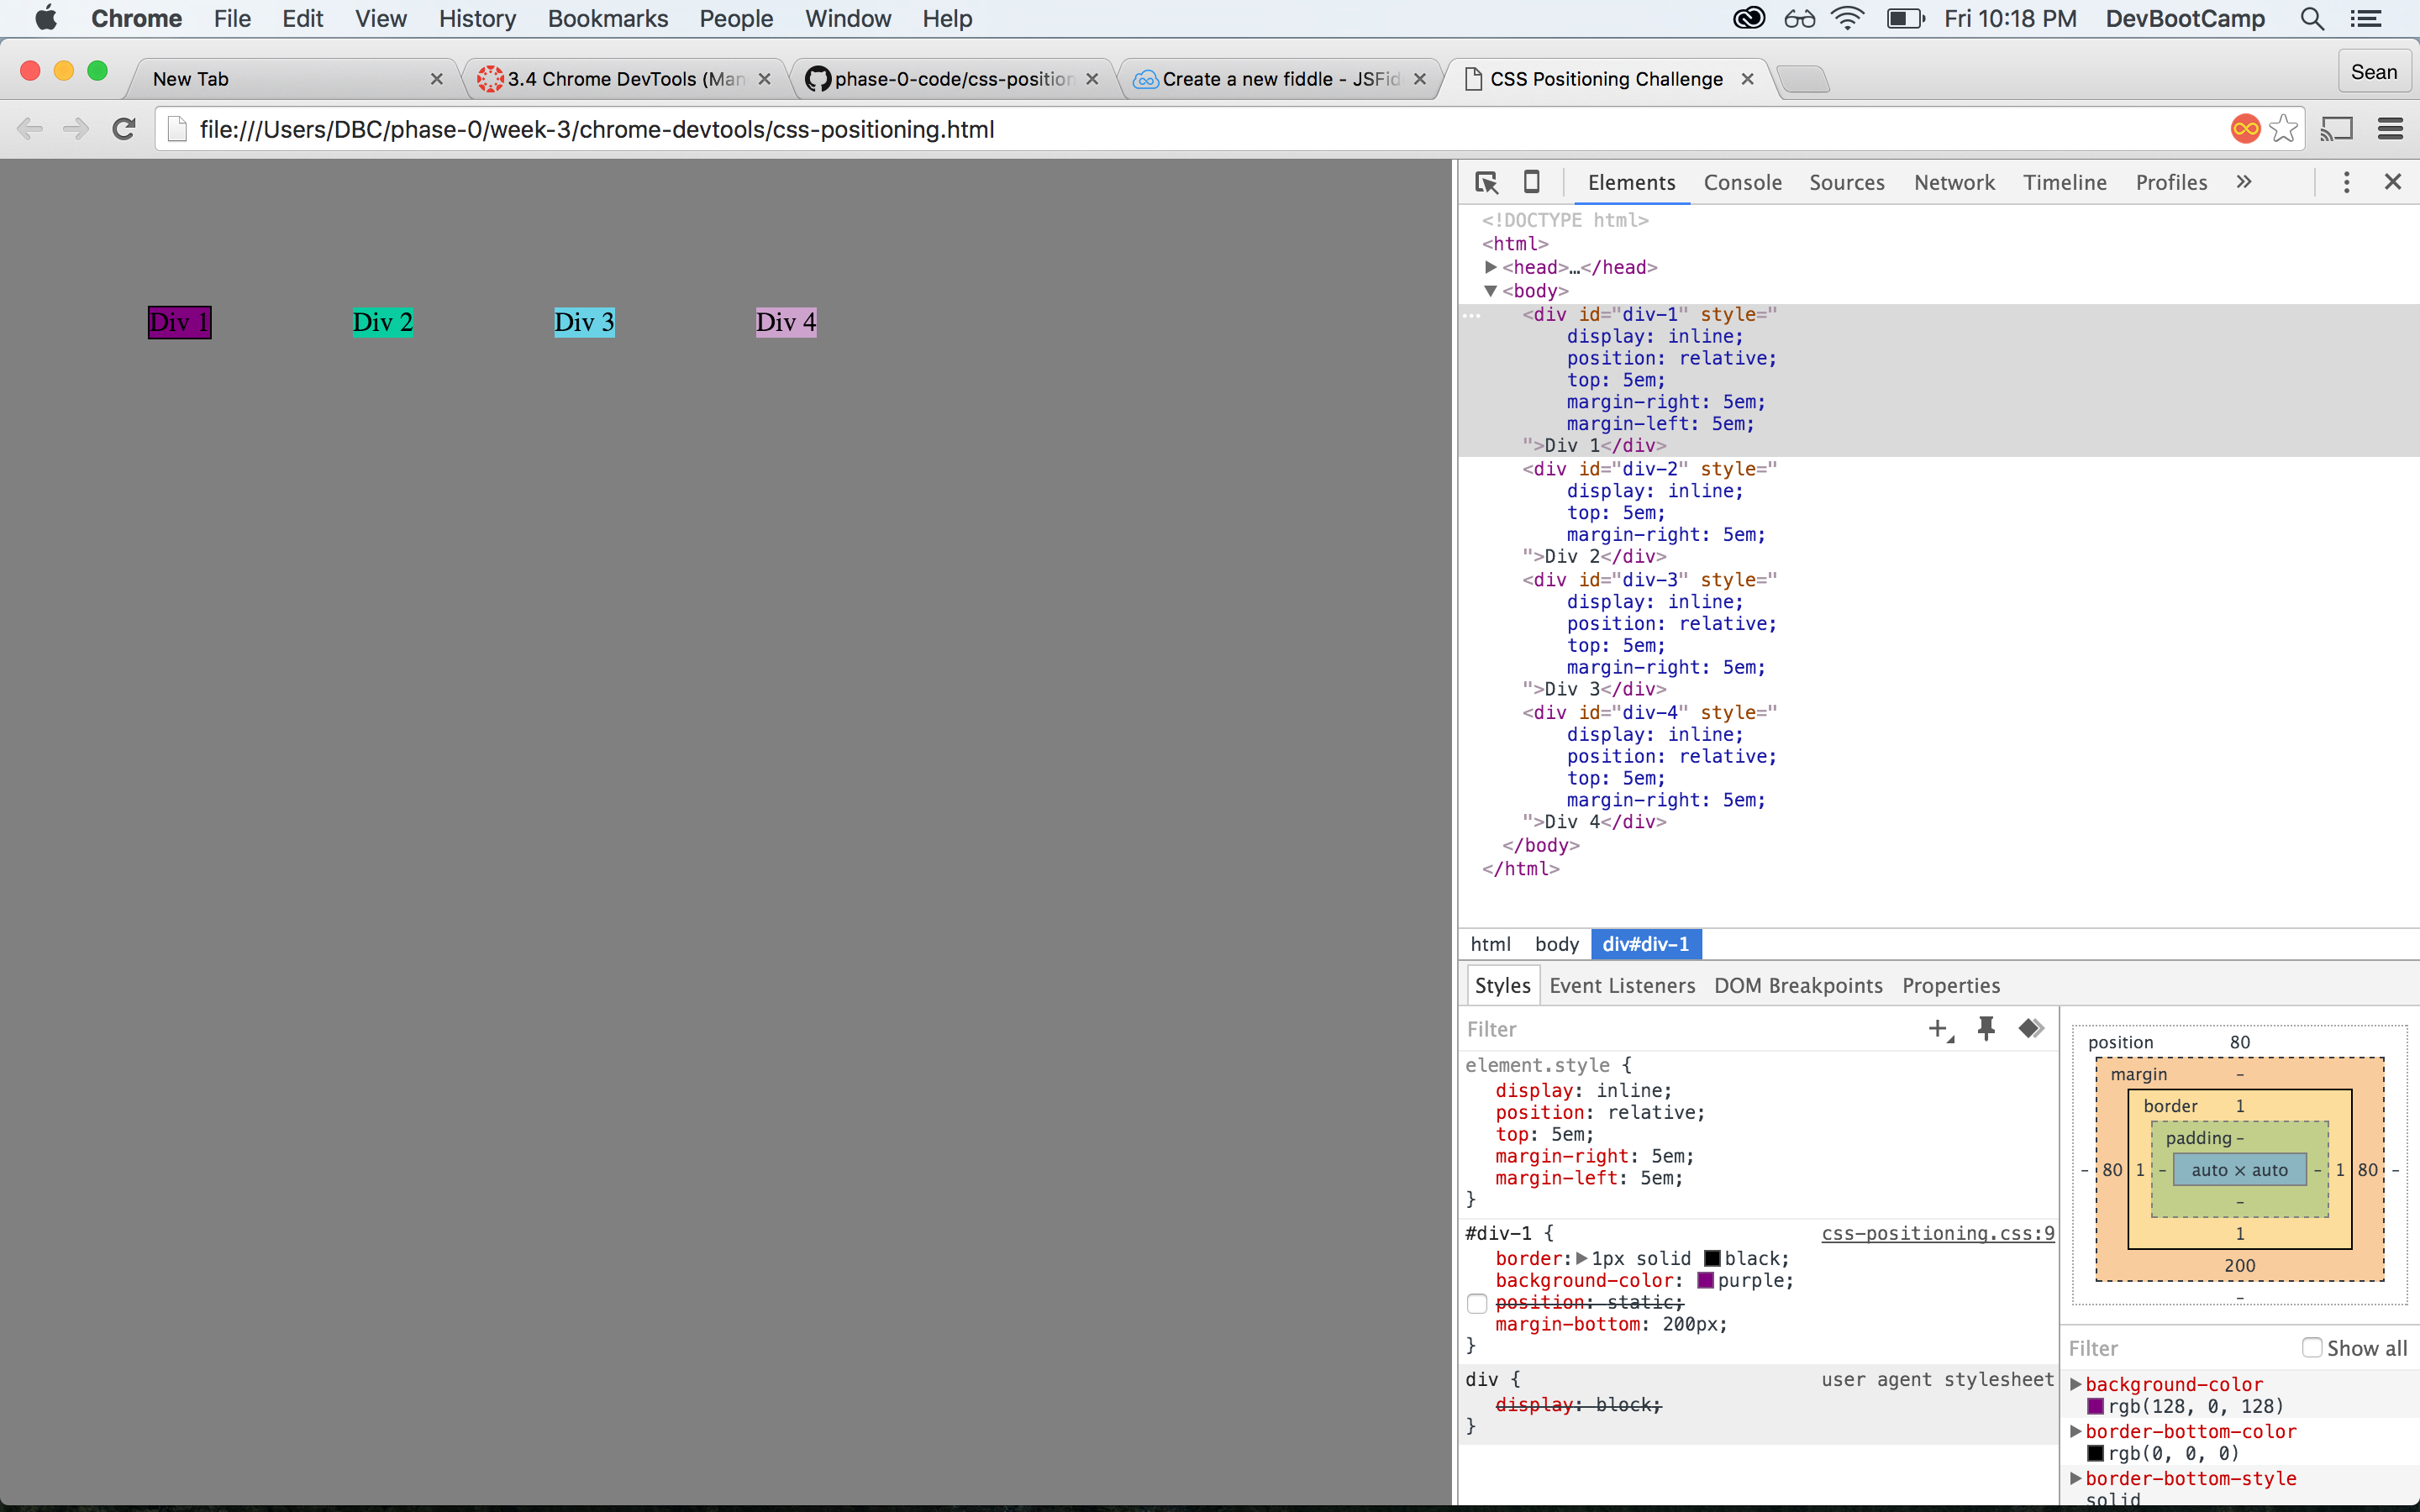 Chrome File Edit View History Bookmarks People Window Help Fri 10:18 PM DevBootCamp
New Tab 3.4 Chrome DevTools (Man phase-0-code/css-position Create a new fiddle - JSFid CSS Positioning Challenge Sean
file:///Users/DBC/phase-0/week-3/chrome-devtools/css-positioning.html
Div 1 Div 2 Div 3 Div 4
Elements Console Sources Network Timeline Profiles »
<!DOCTYPE html>
<html>
<head>…</head>
<body>
<div id="div-1" style="
display: inline;
position: relative;
top: 5em;
margin-right: 5em;
margin-left: 5em;
">Div 1</div>
<div id="div-2" style="
display: inline;
top: 5em;
margin-right: 5em;
">Div 2</div>
<div id="div-3" style="
display: inline;
position: relative;
top: 5em;
margin-right: 5em;
">Div 3</div>
<div id="div-4" style="
display: inline;
position: relative;
top: 5em;
margin-right: 5em;
">Div 4</div>
</body>
</html>
html body div#div-1
Styles Event Listeners DOM Breakpoints Properties
Filter
element.style {
display: inline;
position: relative;
top: 5em;
margin-right: 5em;
margin-left: 5em;
}
#div-1 { css-positioning.css:9
border: 1px solid black;
background-color: purple;
position: static;
margin-bottom: 200px;
}
div { user agent stylesheet
display: block;
}
position 80
margin -
border 1
padding -
- 80 1 - auto × auto - 1 80 -
-
1
200
-
Filter Show all
background-color
rgb(128, 0, 128)
border-bottom-color
rgb(0, 0, 0)
border-bottom-style
solid